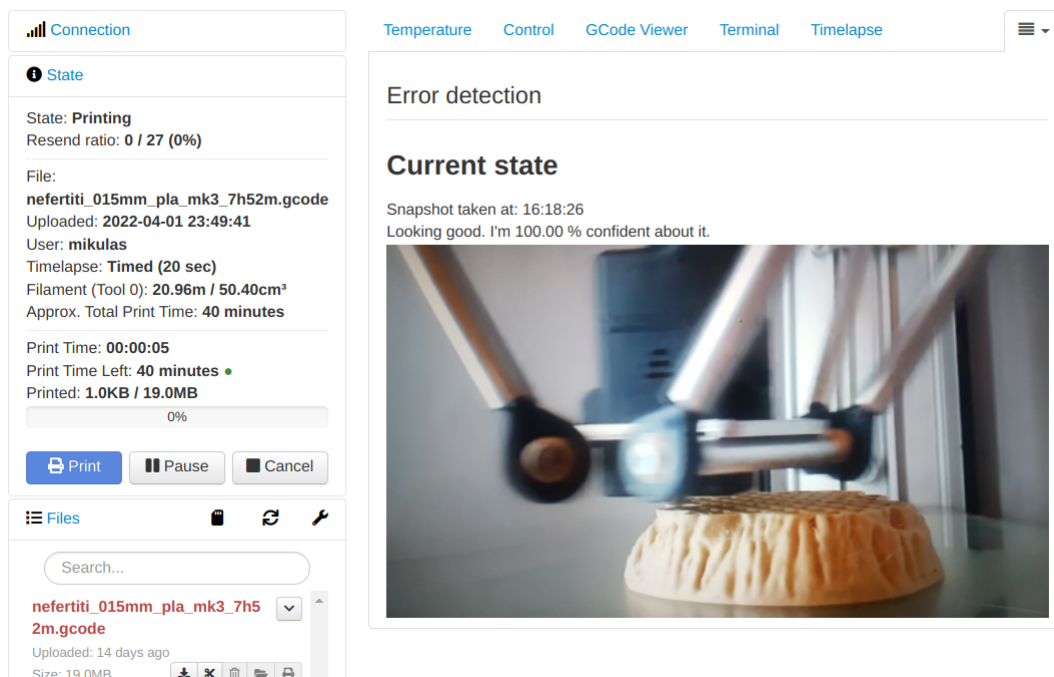 Connection
State
State: Printing
Resend ratio: 0 / 27 (0%)
File:
nefertiti_015mm_pla_mk3_7h52m.gcode
Uploaded: 2022-04-01 23:49:41
User: mikulas
Timelapse: Timed (20 sec)
Filament (Tool 0): 20.96m / 50.40cm³
Approx. Total Print Time: 40 minutes
Print Time: 00:00:05
Print Time Left: 40 minutes
Printed: 1.0KB / 19.0MB
0%
Print Pause Cancel
Files
Search...
nefertiti_015mm_pla_mk3_7h5
2m.gcode
Uploaded: 14 days ago
Size: 19.0MB
Temperature Control GCode Viewer Terminal Timelapse
Error detection
Current state
Snapshot taken at: 16:18:26
Looking good. I'm 100.00 % confident about it.